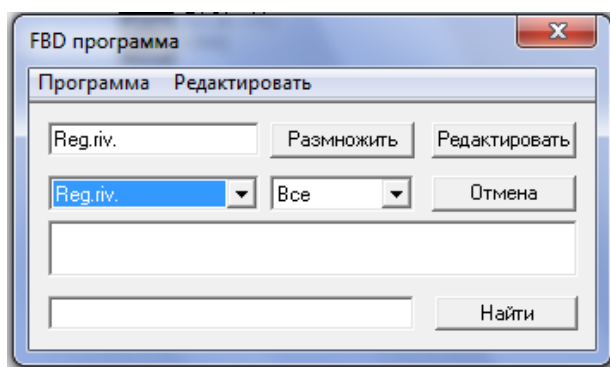 FBD программа
Программа Редактировать
Reg.riv. Размножить Редактировать
Reg.riv. Все Отмена
Найти